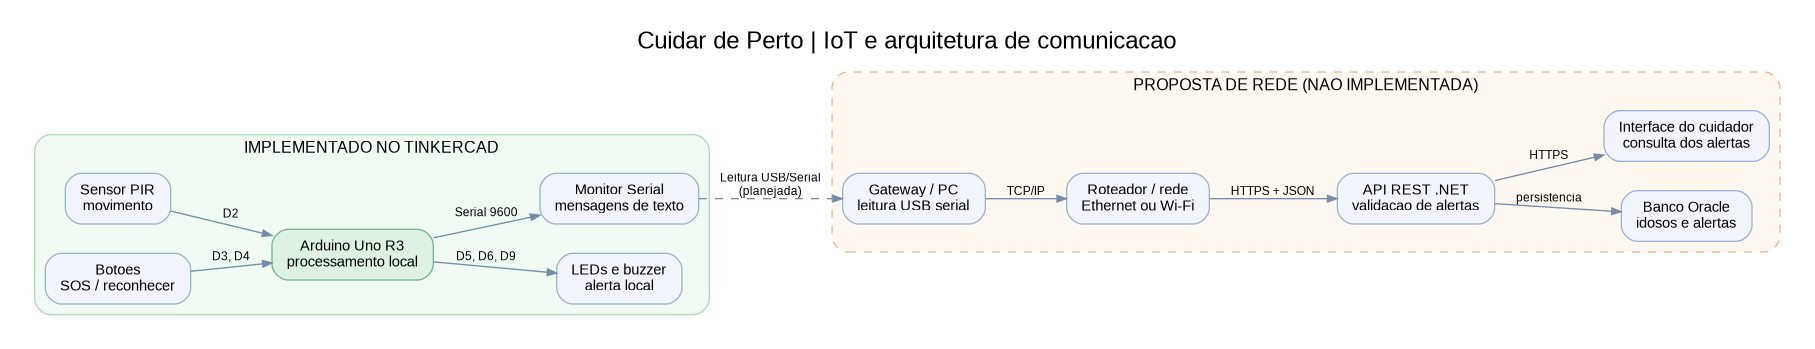 Cuidar de Perto | IoT e arquitetura de comunicacao
IMPLEMENTADO NO TINKERCAD
Sensor PIR
movimento
D2
Botoes
SOS / reconhecer
D3, D4
Arduino Uno R3
processamento local
Serial 9600
Monitor Serial
mensagens de texto
D5, D6, D9
LEDs e buzzer
alerta local
Leitura USB/Serial
(planejada)
PROPOSTA DE REDE (NAO IMPLEMENTADA)
Gateway / PC
leitura USB serial
TCP/IP
Roteador / rede
Ethernet ou Wi-Fi
HTTPS + JSON
API REST .NET
validacao de alertas
HTTPS
Interface do cuidador
consulta dos alertas
persistencia
Banco Oracle
idosos e alertas